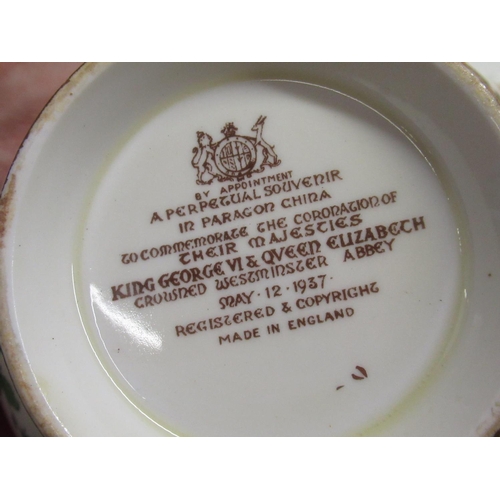 BY APPOINTMENT
A PERPETUAL SOUVENIR
IN PARAGON CHINA
TO COMMEMORATE THE CORONATION OF
THEIR MAJESTIES
KING GEORGE VI & QVEEN ELIZABETH
CROWNED WESTMINSTER ABBEY
MAY · 12 · 1937 ·
REGISTERED & COPYRIGHT
MADE IN ENGLAND